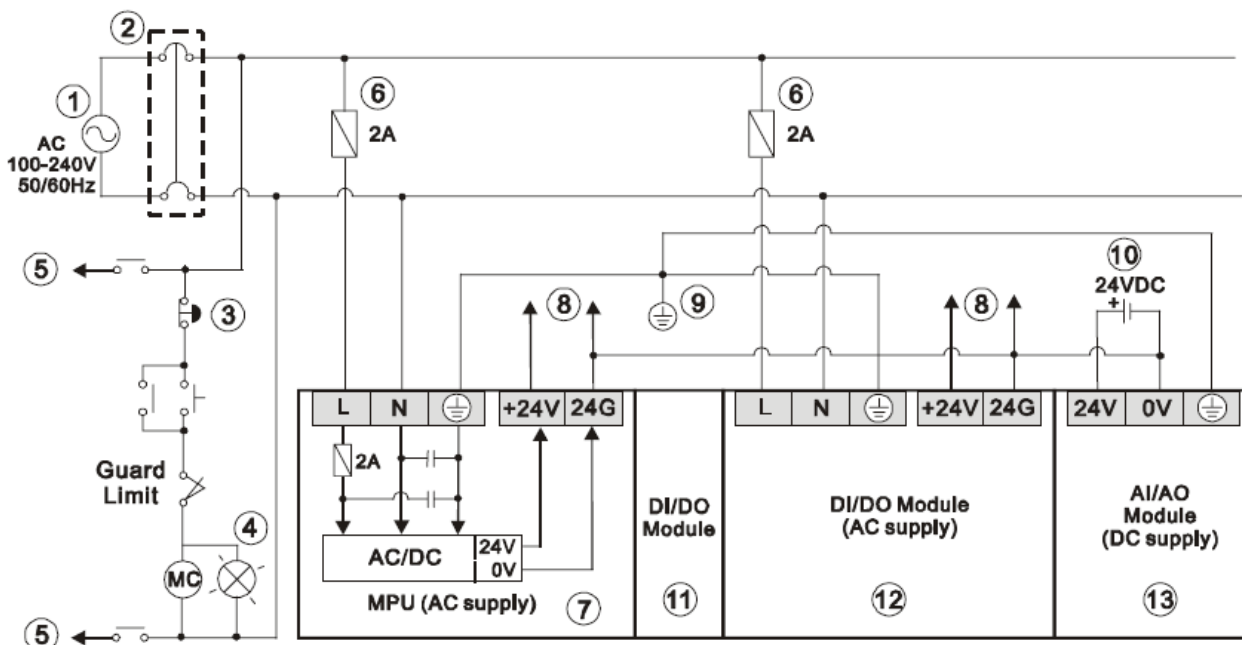 2
1
6
2A
6
2A
AC
100-240V
50/60Hz
5
3
8
9
8
10
24VDC
+
L N +24V 24G
L N +24V 24G
24V 0V
2A
Guard
Limit
4
MC
AC/DC
24V
0V
MPU (AC supply)
7
DI/DO
Module
11
DI/DO Module
(AC supply)
12
AI/AO
Module
(DC supply)
13
5